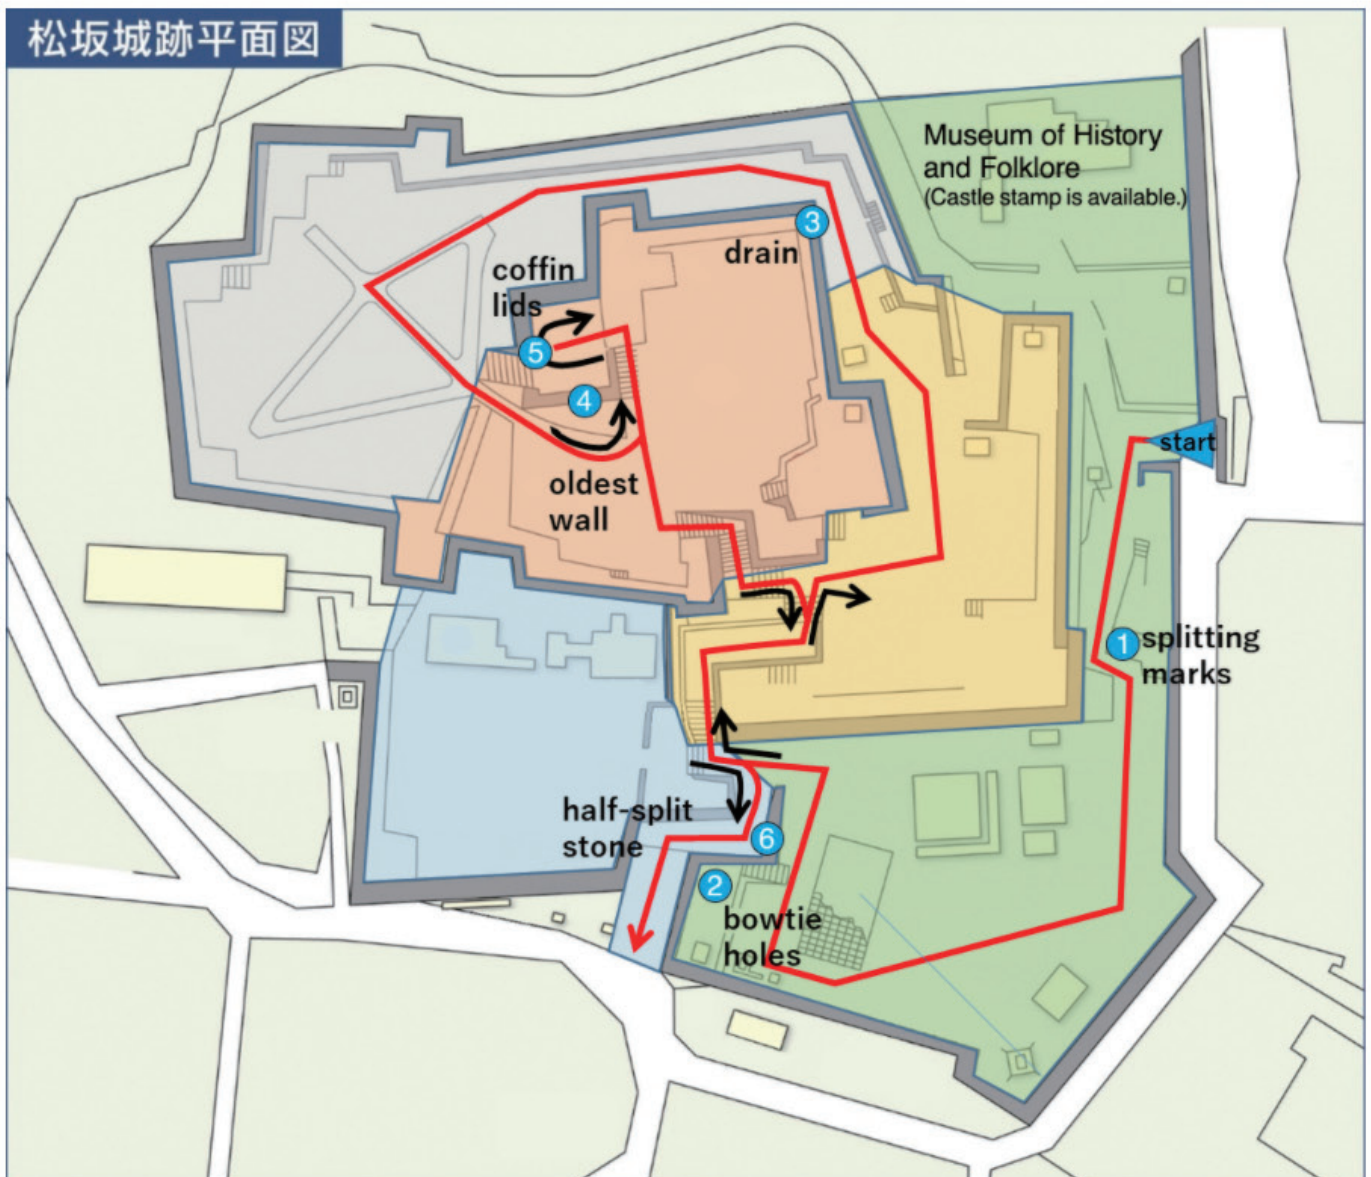 松坂城跡平面図
Museum of History
and Folklore
(Castle stamp is available.)
3
drain
coffin
lids
5
4
start
oldest
wall
1
splitting
marks
half-split
stone
6
2
bowtie
holes